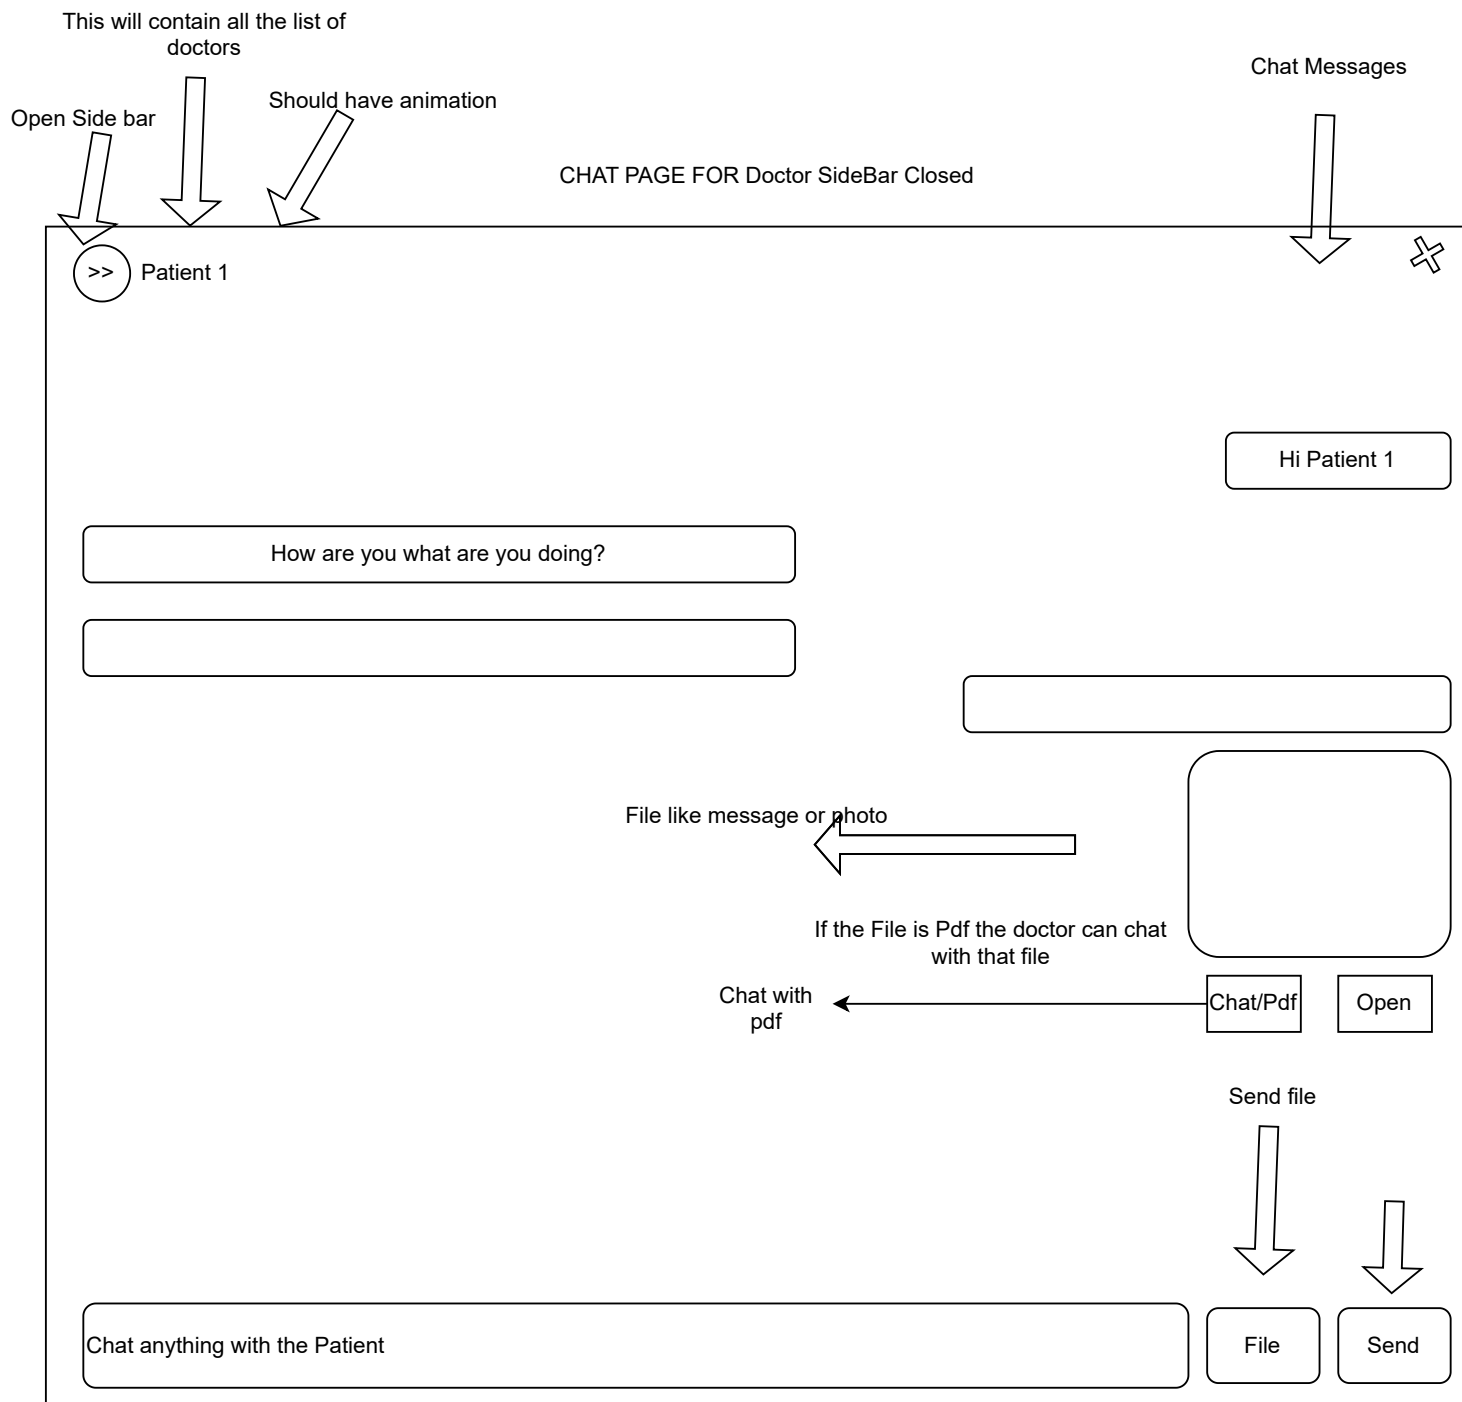 This will contain all the list of
doctors
Chat Messages
Should have animation
Open Side bar
CHAT PAGE FOR Doctor SideBar Closed
>>
Patient 1
Hi Patient 1
How are you what are you doing?
File like message or photo
If the File is Pdf the doctor can chat
with that file
Chat with
pdf
Chat/Pdf
Open
Send file
Chat anything with the Patient
File
Send